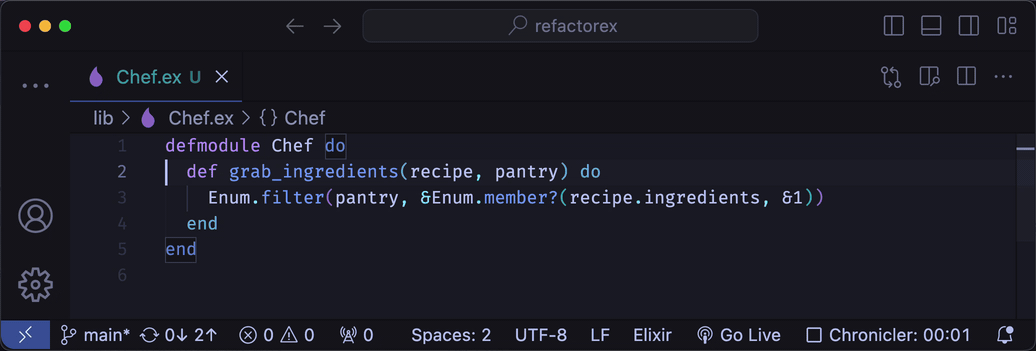 refactorex
Chef.ex U
lib > Chef.ex > {} Chef
1 defmodule Chef do
2 def grab_ingredients(recipe, pantry) do
3 Enum.filter(pantry, &Enum.member?(recipe.ingredients, &1))
4 end
5 end
6
main* 0↓ 2↑ 0 0 0 Spaces: 2 UTF-8 LF Elixir Go Live Chronicler: 00:01